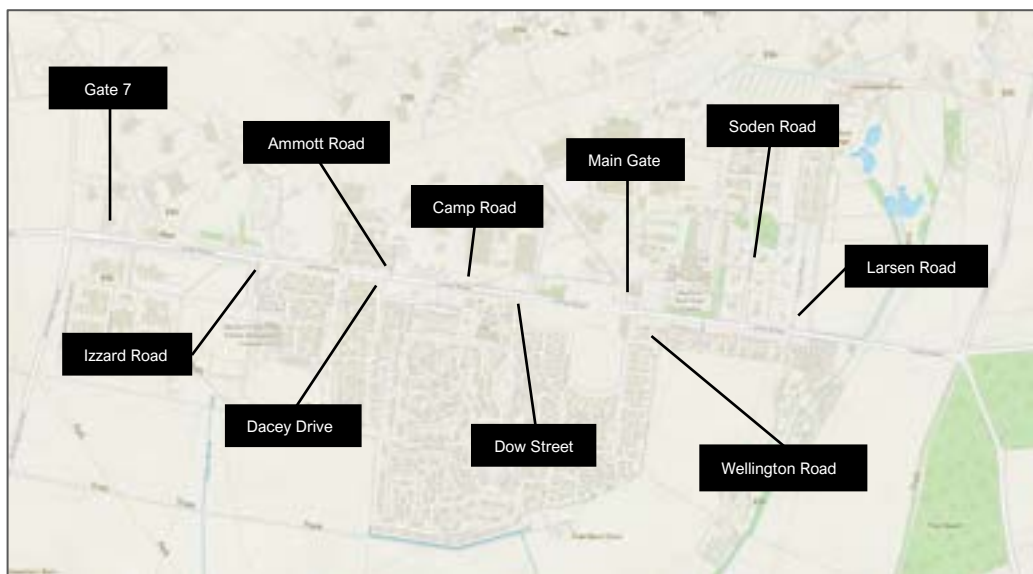 Gate 7
Ammott Road
Camp Road
Main Gate
Soden Road
Larsen Road
Izzard Road
Dacey Drive
Dow Street
Wellington Road